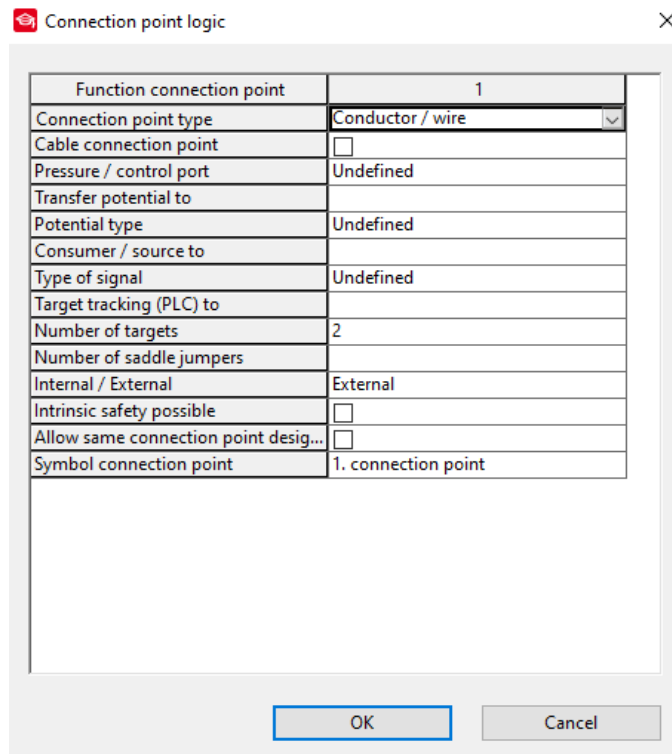 Connection point logic
Function connection point 1
Connection point type Conductor / wire
Cable connection point
Pressure / control port Undefined
Transfer potential to
Potential type Undefined
Consumer / source to
Type of signal Undefined
Target tracking (PLC) to
Number of targets 2
Number of saddle jumpers
Internal / External External
Intrinsic safety possible
Allow same connection point desig...
Symbol connection point 1. connection point
OK Cancel